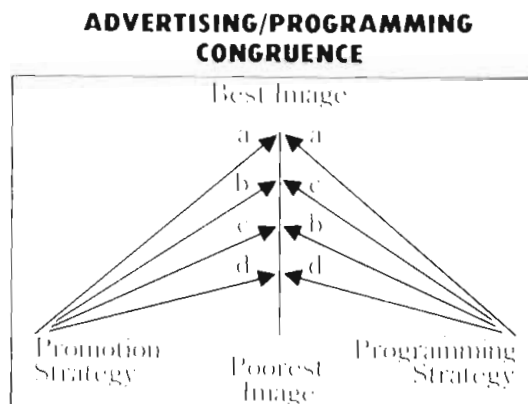 ADVERTISING/PROGRAMMING
CONGRUENCE
Best Image
a a
b c
c b
d d
Promotion
Strategy
Poorest
Image
Programming
Strategy